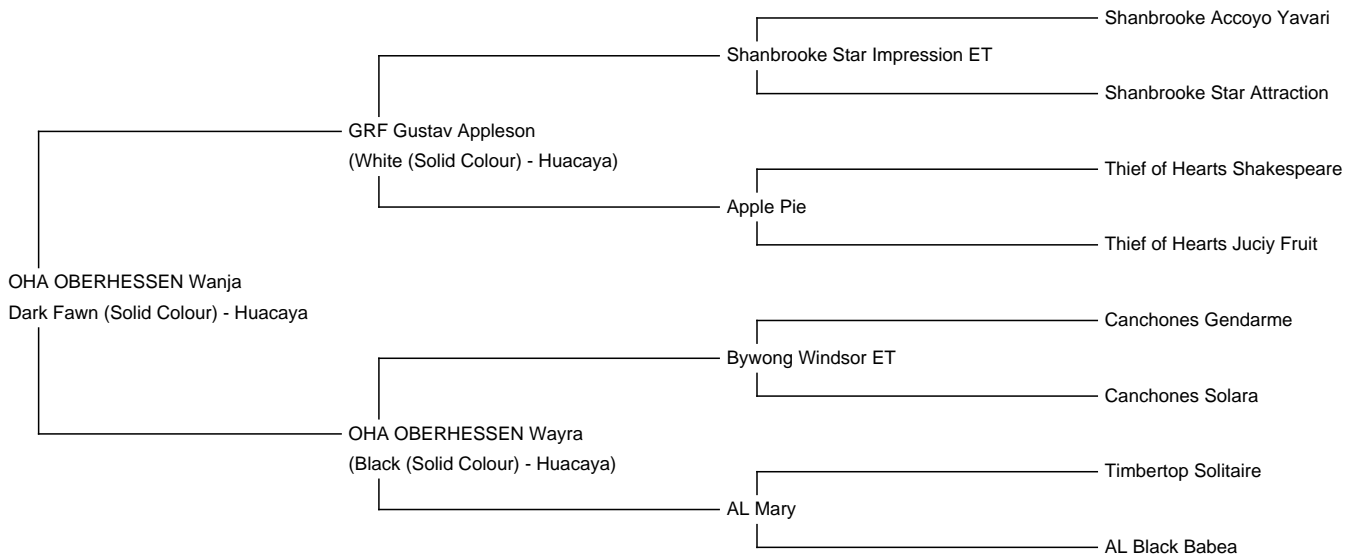 Shanbrooke Accoyo Yavari
Shanbrooke Star Impression ET
Shanbrooke Star Attraction
GRF Gustav Appleson
(White (Solid Colour) - Huacaya)
Thief of Hearts Shakespeare
Apple Pie
Thief of Hearts Juciy Fruit
OHA OBERHESSEN Wanja
Dark Fawn (Solid Colour) - Huacaya
Canchones Gendarme
Bywong Windsor ET
Canchones Solara
OHA OBERHESSEN Wayra
(Black (Solid Colour) - Huacaya)
Timbertop Solitaire
AL Mary
AL Black Babea